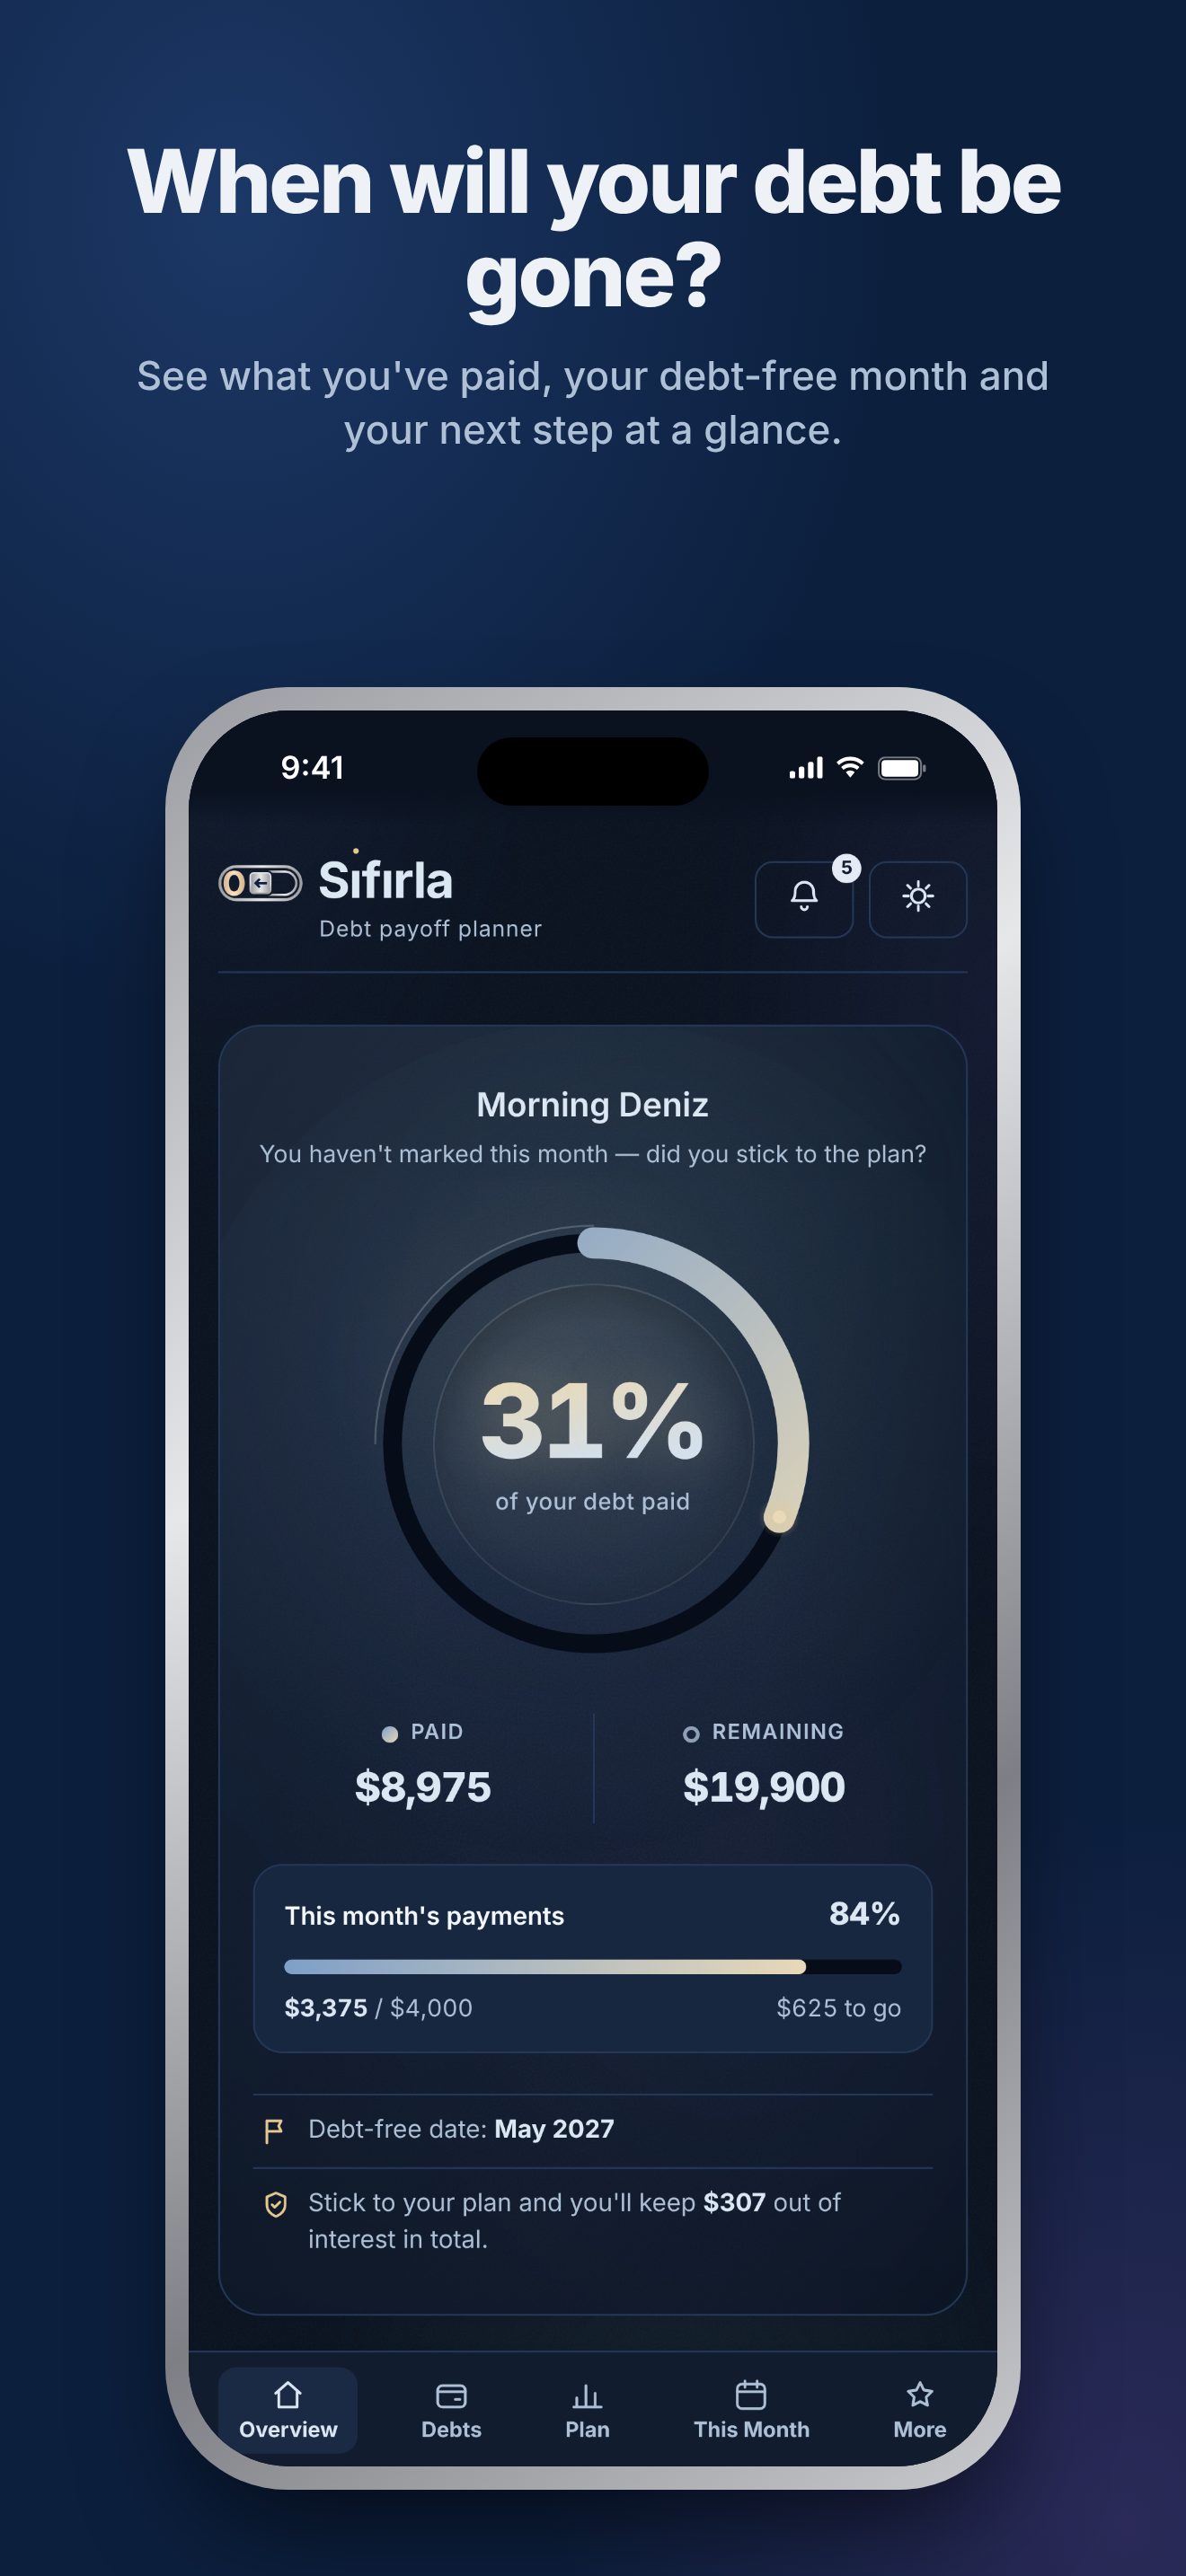 When will your debt be
gone?
See what you've paid, your debt-free month and
your next step at a glance.
9:41
Sıfırla
Debt payoff planner
5
Morning Deniz
You haven't marked this month — did you stick to the plan?
31%
of your debt paid
PAID
REMAINING
$8,975
$19,900
This month's payments
84%
$3,375 / $4,000
$625 to go
Debt-free date: May 2027
Stick to your plan and you'll keep $307 out of
interest in total.
Overview
Debts
Plan
This Month
More